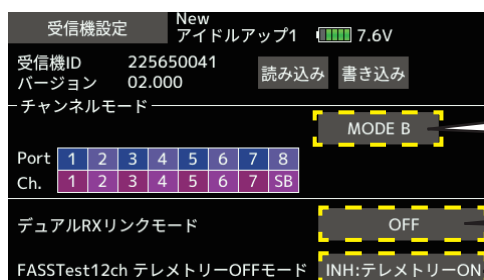 受信機設定 New アイドルアップ1 7.6V
受信機ID 225650041
バージョン 02.000
読み込み 書き込み
チャンネルモード
MODE B
Port 1 2 3 4 5 6 7 8
Ch. 1 2 3 4 5 6 7 SB
デュアルRXリンクモード OFF
FASSTest12ch テレメトリーOFFモード INH:テレメトリーON